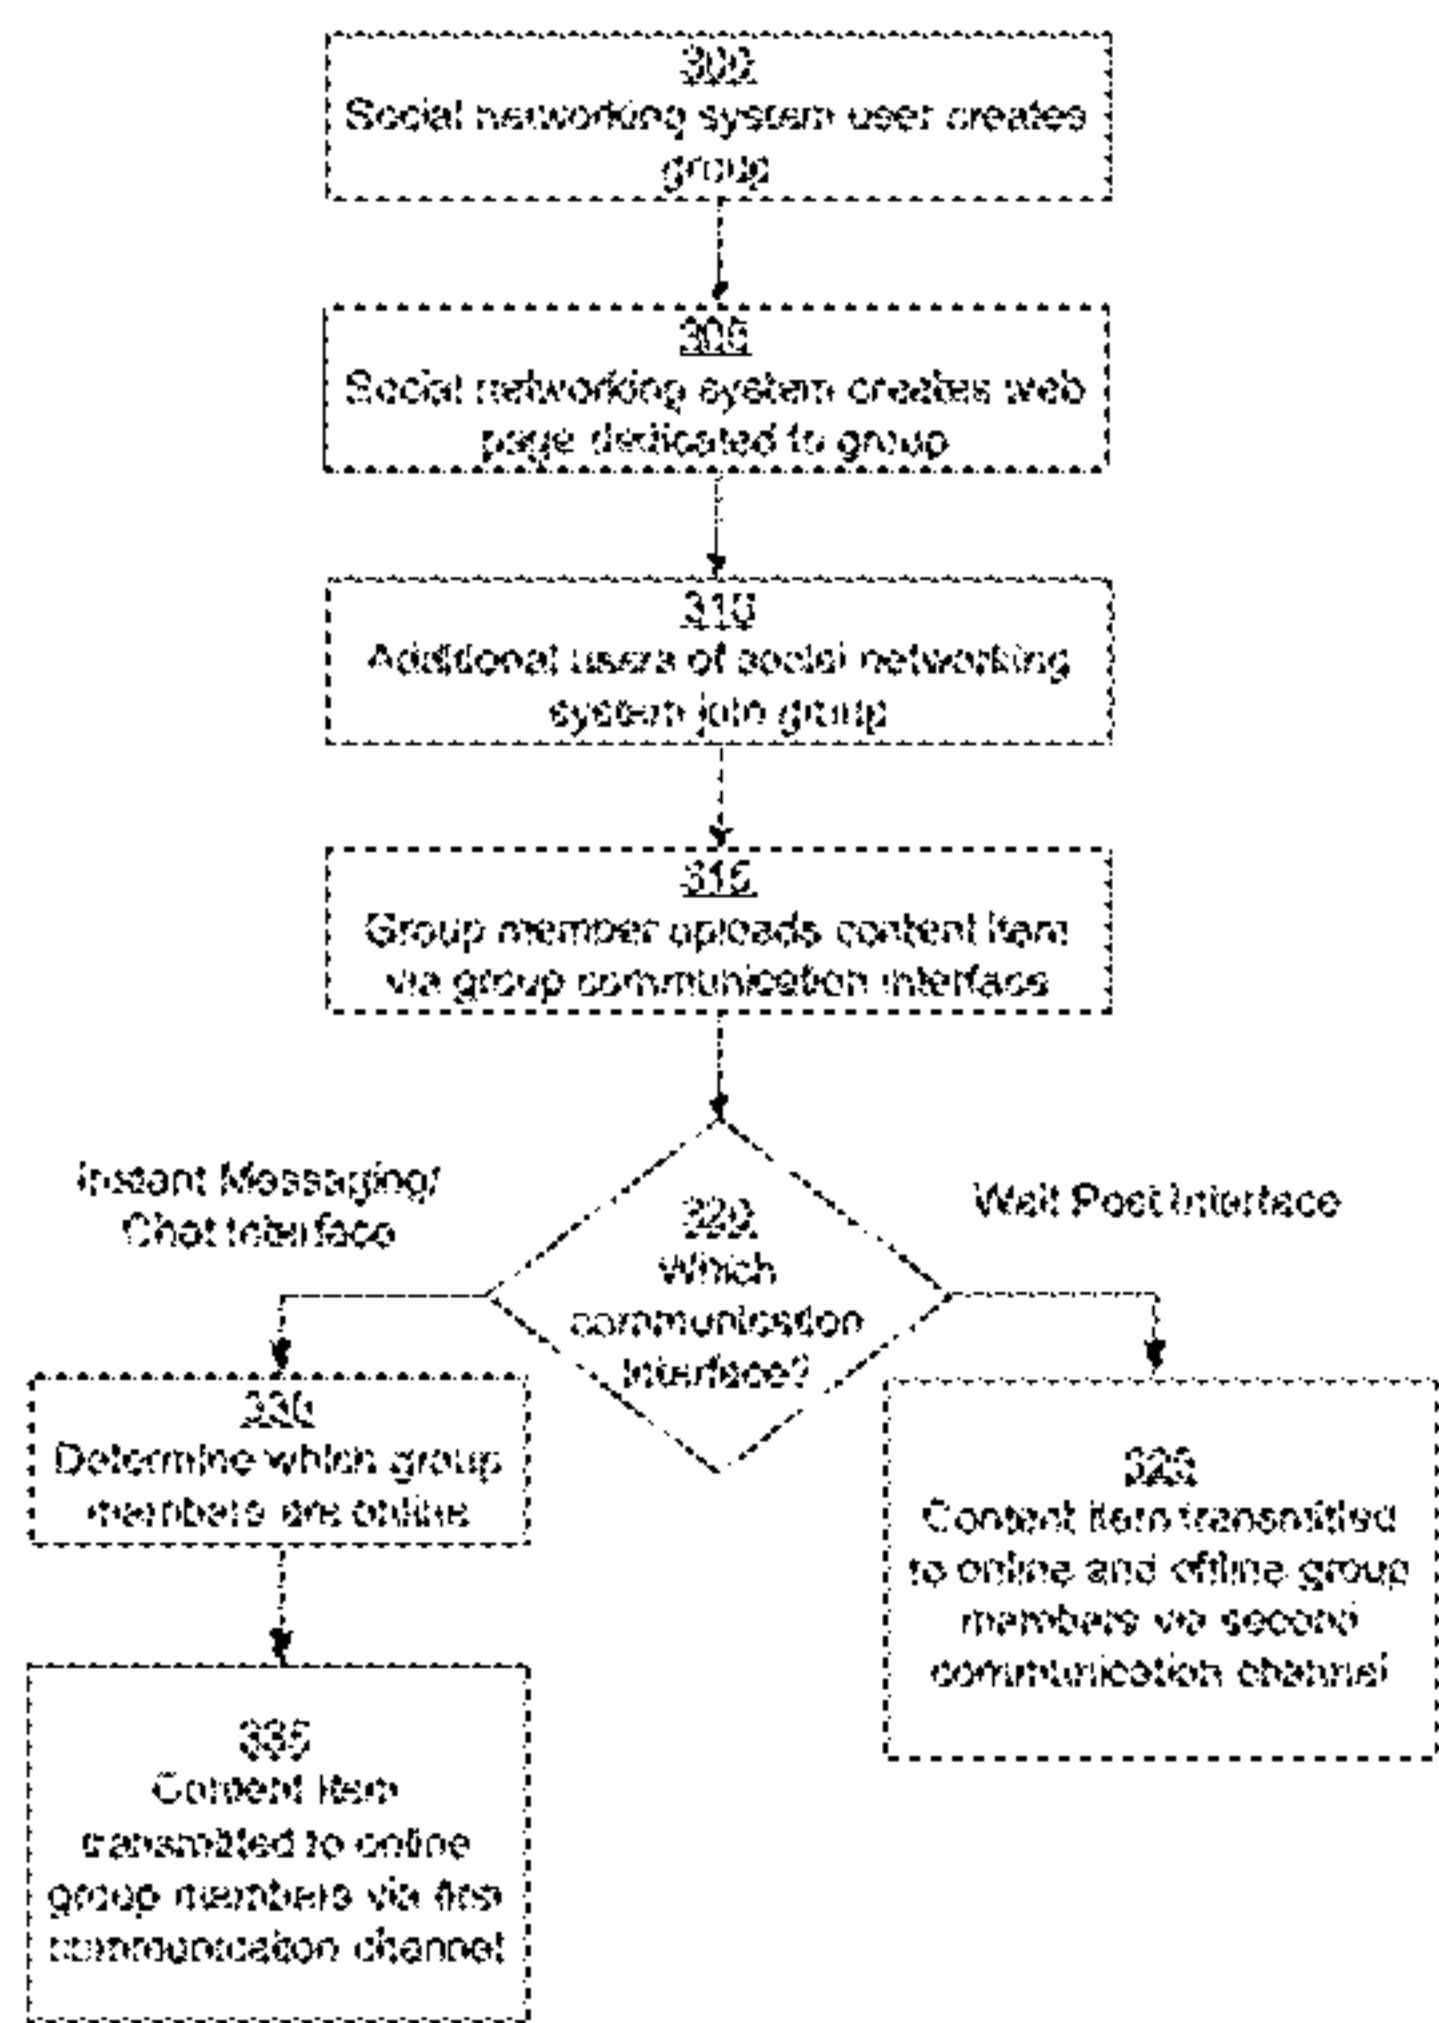 300
Social networking system user creates
group
305
Social networking system creates web
page dedicated to group
310
Additional users of social networking
system join group
315
Group member uploads content item
via group communication interface
320
Which
communication
interface?
Instant Messaging/
Chat Interface
Wall Post Interface
330
Determine which group
members are online
335
Content item
transmitted to online
group members via first
communication channel
Content item transmitted
to online and offline group
members via second
communication channel